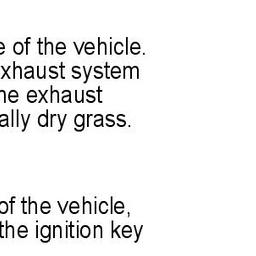 of the vehicle.
xhaust system
he exhaust
ally dry grass.
of the vehicle,
the ignition key